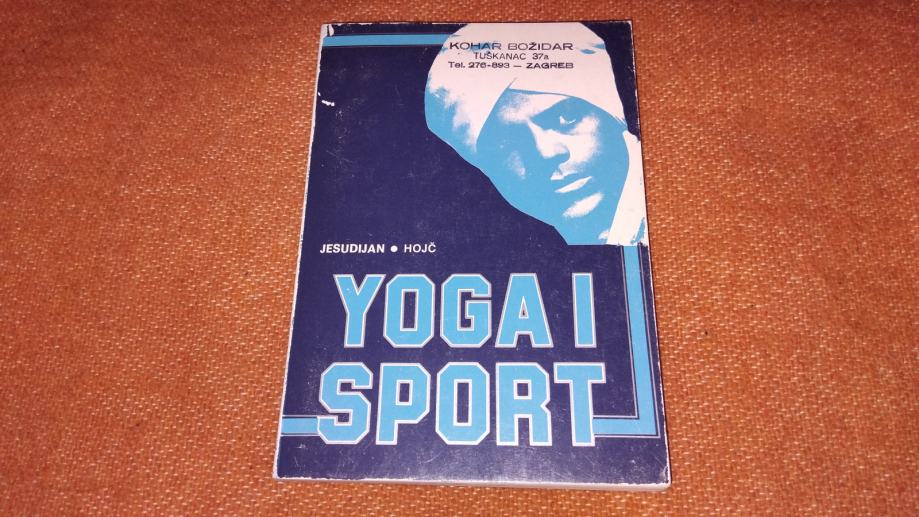 KOHAR BOŽIDAR
TUŠKANAC 37a
Tel. 276-893 — ZAGREB
JESUDIJAN ● HOJČ
YOGA I
SPORT